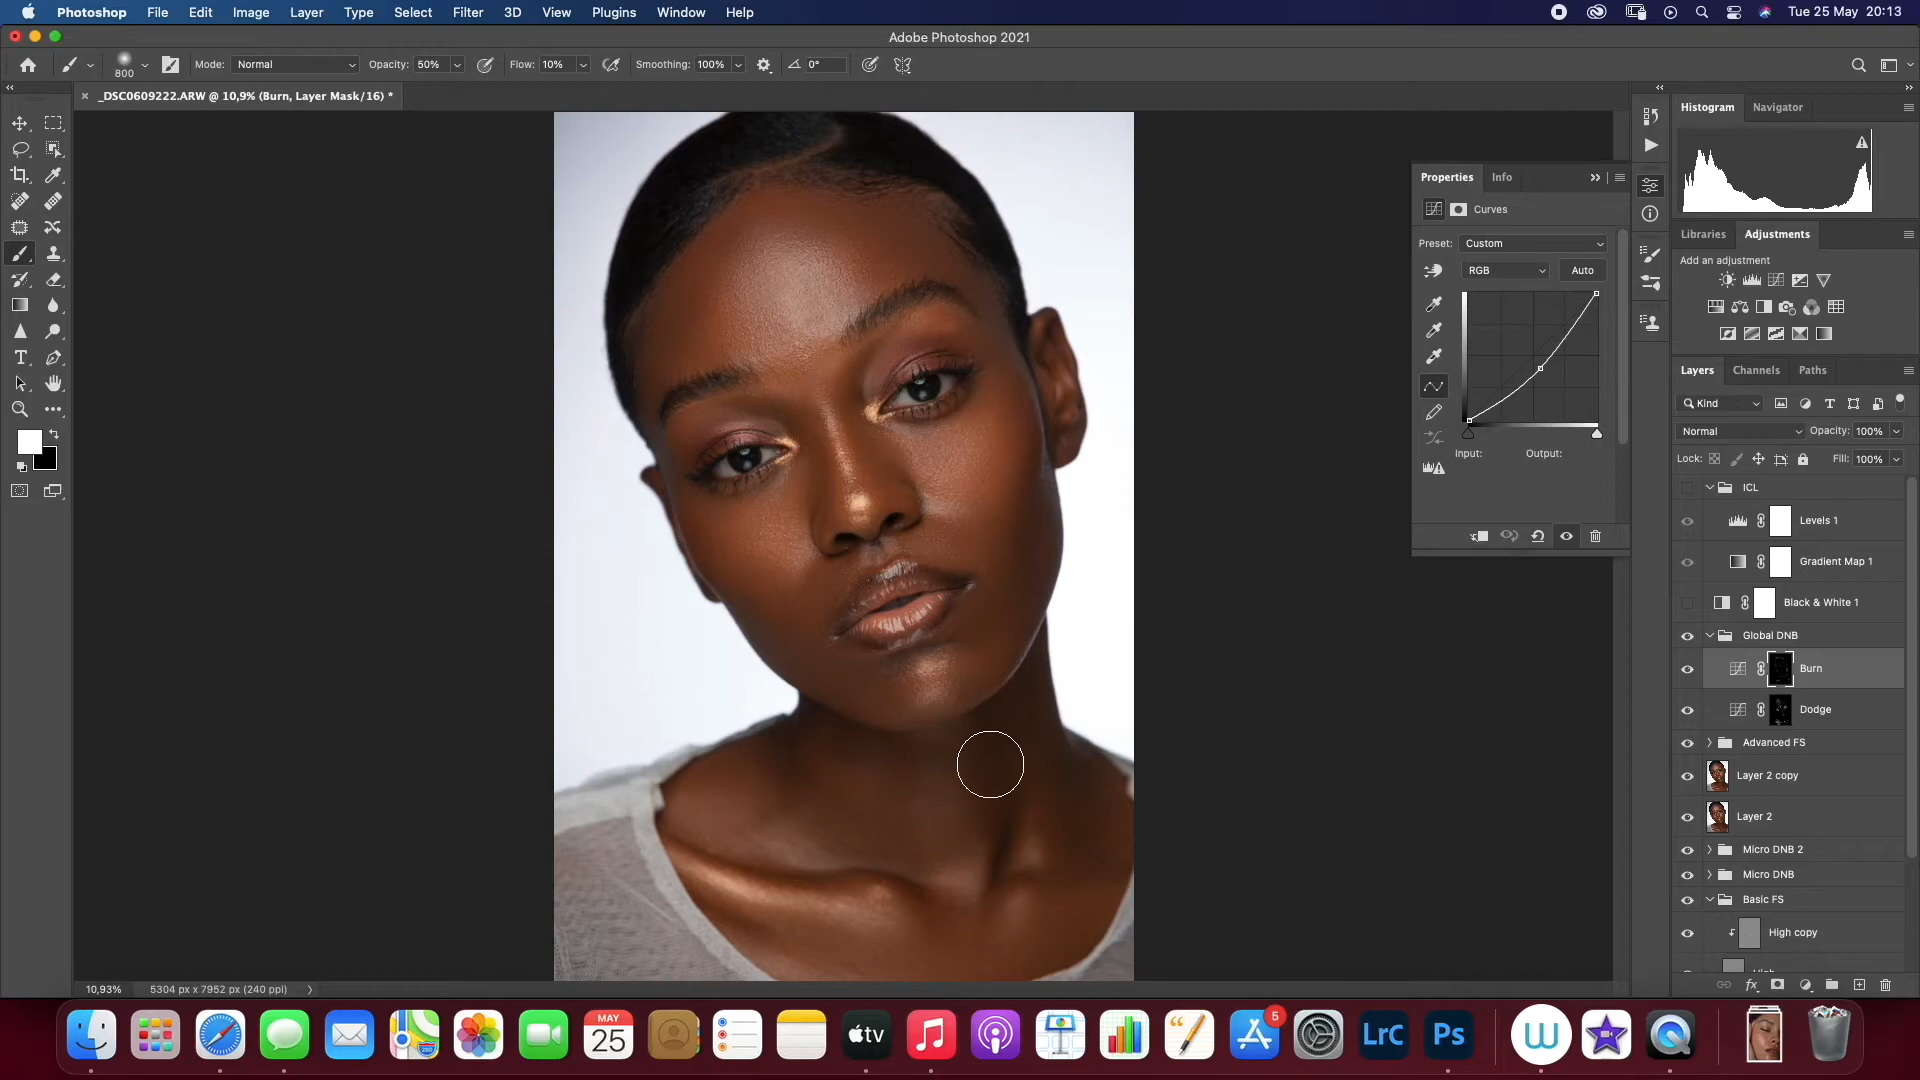 Photoshop File Edit Image Layer Type Select Filter 3D View Plugins Window Help Tue 25 May 20:13
Adobe Photoshop 2021
800 Mode: Normal Opacity: 50% Flow: 10% Smoothing: 100% 0°
_DSC0609222.ARW @ 10,9% (Burn, Layer Mask/16) *
Histogram Navigator
Properties Info
Curves
Preset: Custom
RGB Auto
Input: Output:
Libraries Adjustments
Add an adjustment
Layers Channels Paths
Kind
Normal Opacity: 100%
Lock: Fill: 100%
ICL
Levels 1
Gradient Map 1
Black & White 1
Global DNB
Burn
Dodge
Advanced FS
Layer 2 copy
Layer 2
Micro DNB 2
Micro DNB
Basic FS
High copy
10,93% 5304 px x 7952 px (240 ppi)
MAY
25
tv
5
LrC
Ps